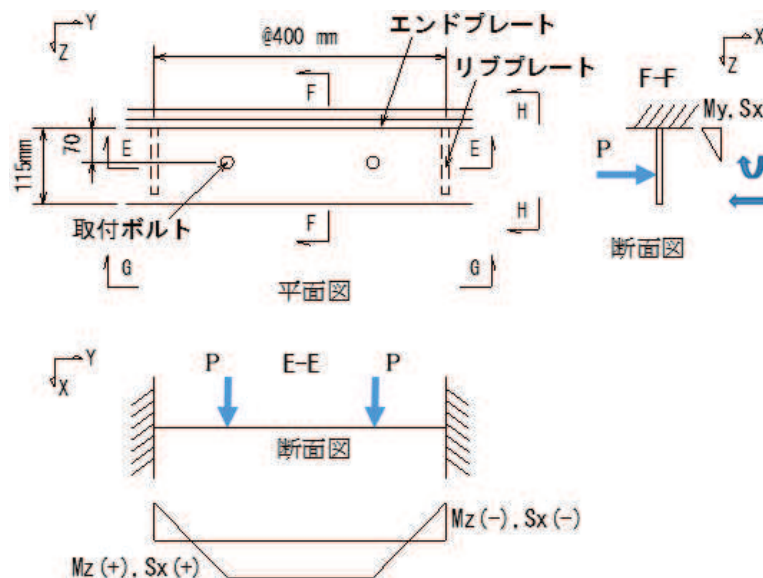 Y
Z
@400 mm
エンドプレート
リブプレート
F
H
E
E
115mm
70
取付ボルト
F
H
G
G
平面図
X
Z
F-F
My,Sx
P
断面図
Y
X
P
E-E
P
断面図
Mz(-),Sx(-)
Mz(+),Sx(+)